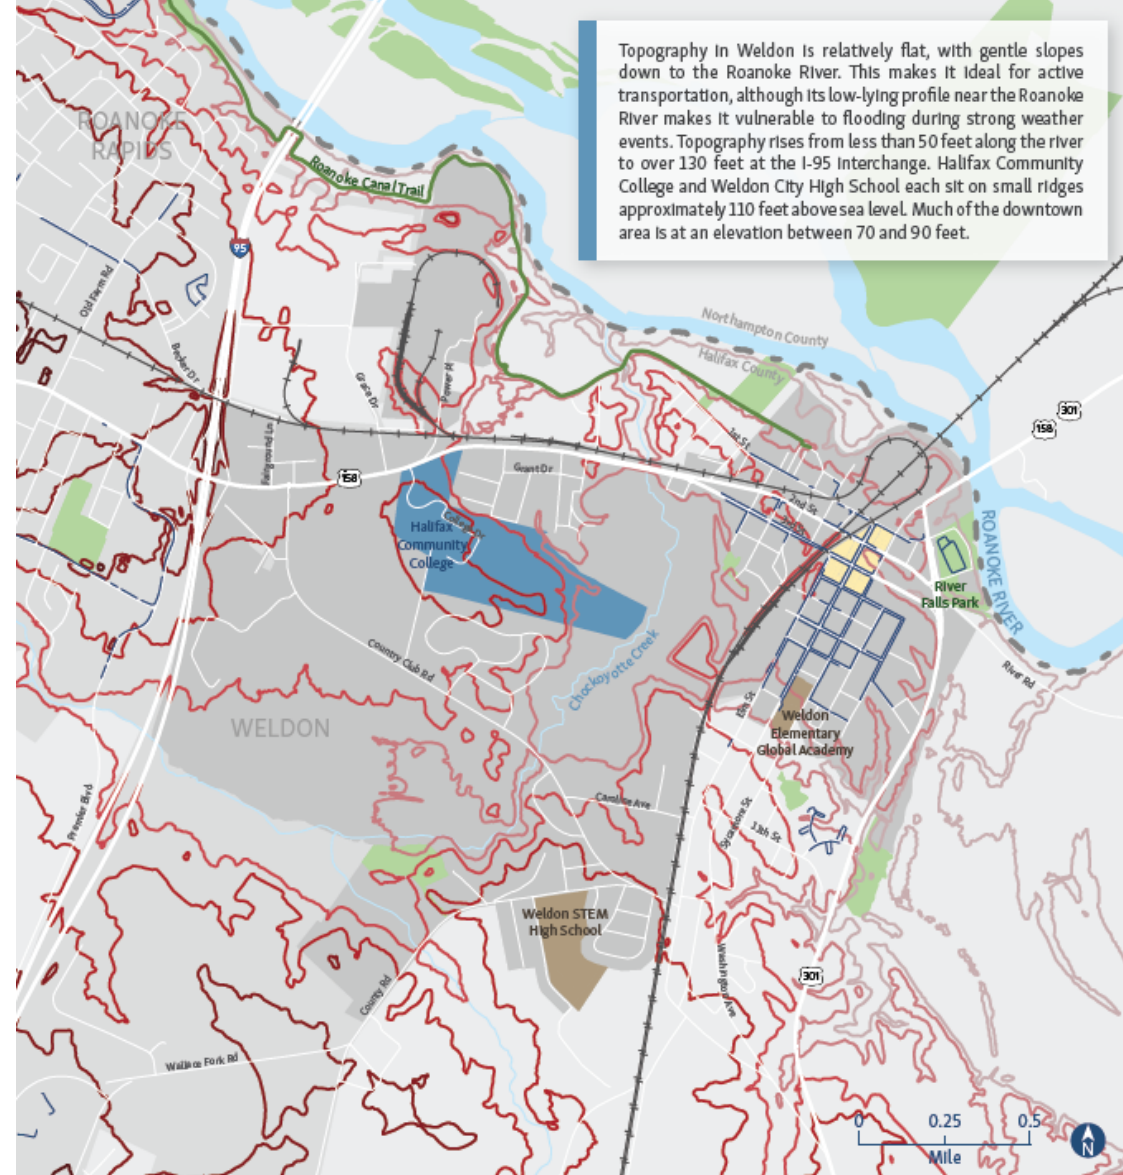 Topography in Weldon is relatively flat, with gentle slopes
down to the Roanoke River. This makes it ideal for active
transportation, although its low-lying profile near the Roanoke
River makes it vulnerable to flooding during strong weather
events. Topography rises from less than 50 feet along the river
to over 130 feet at the I-95 interchange. Halifax Community
College and Weldon City High School each sit on small ridges
approximately 110 feet above sea level. Much of the downtown
area is at an elevation between 70 and 90 feet.
ROANOKE
RAPIDS
Roanoke Canal Trail
95
Old Farm Rd
Becker Dr
Grace Dr
Power Pl
Northampton County
Halifax County
301
158
1st St
Fairground Ln
158
Grant Dr
2nd St
3rd St
College Dr
Halifax
Community
College
ROANOKE RIVER
River
Falls Park
Country Club Rd
Chockoyotte Creek
River Rd
WELDON
Weldon
Elementary
Global Academy
Premier Blvd
Caroline Ave
Sycamore St
13th St
Weldon STEM
High School
Washington Ave
301
County Rd
Wallace Fork Rd
0 0.25 0.5
Mile
N